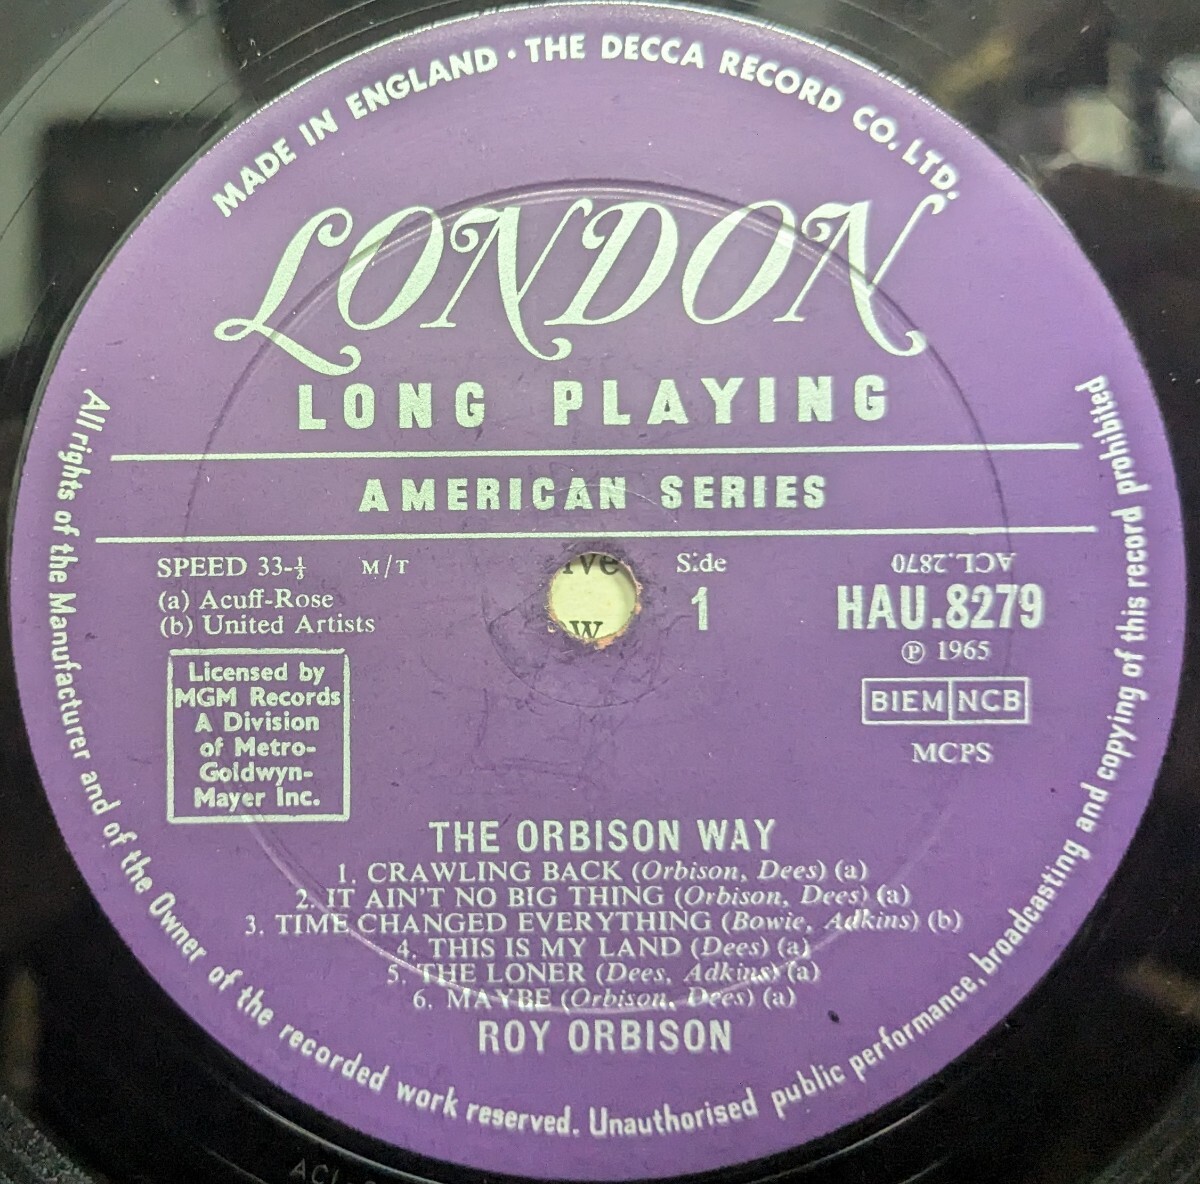 MADE IN ENGLAND · THE DECCA RECORD CO. LTD.
LONDON
LONG PLAYING
AMERICAN SERIES
SPEED 33-⅓ M/T
(a) Acuff-Rose
(b) United Artists
Licensed by
MGM Records
A Division
of Metro-
Goldwyn-
Mayer Inc.
Side
1
ACL.2870
HAU.8279
℗ 1965
BIEM NCB
MCPS
THE ORBISON WAY
1. CRAWLING BACK (Orbison, Dees) (a)
2. IT AIN'T NO BIG THING (Orbison, Dees) (a)
3. TIME CHANGED EVERYTHING (Bowie, Adkins) (b)
4. THIS IS MY LAND (Dees) (a)
5. THE LONER (Dees, Adkins) (a)
6. MAYBE (Orbison, Dees) (a)
ROY ORBISON
All rights of the Manufacturer and of the Owner of the recorded work reserved. Unauthorised public performance, broadcasting and copying of this record prohibited